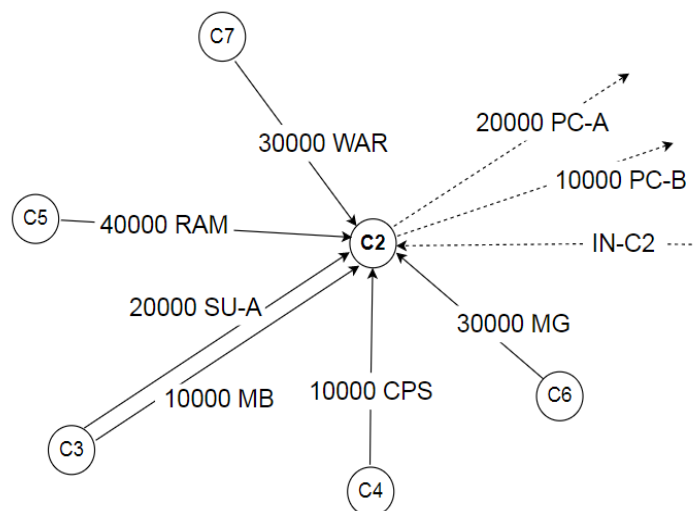 C7
20000 PC-A
30000 WAR
10000 PC-B
C5
40000 RAM
C2
IN-C2
20000 SU-A
30000 MG
10000 MB
10000 CPS
C6
C3
C4